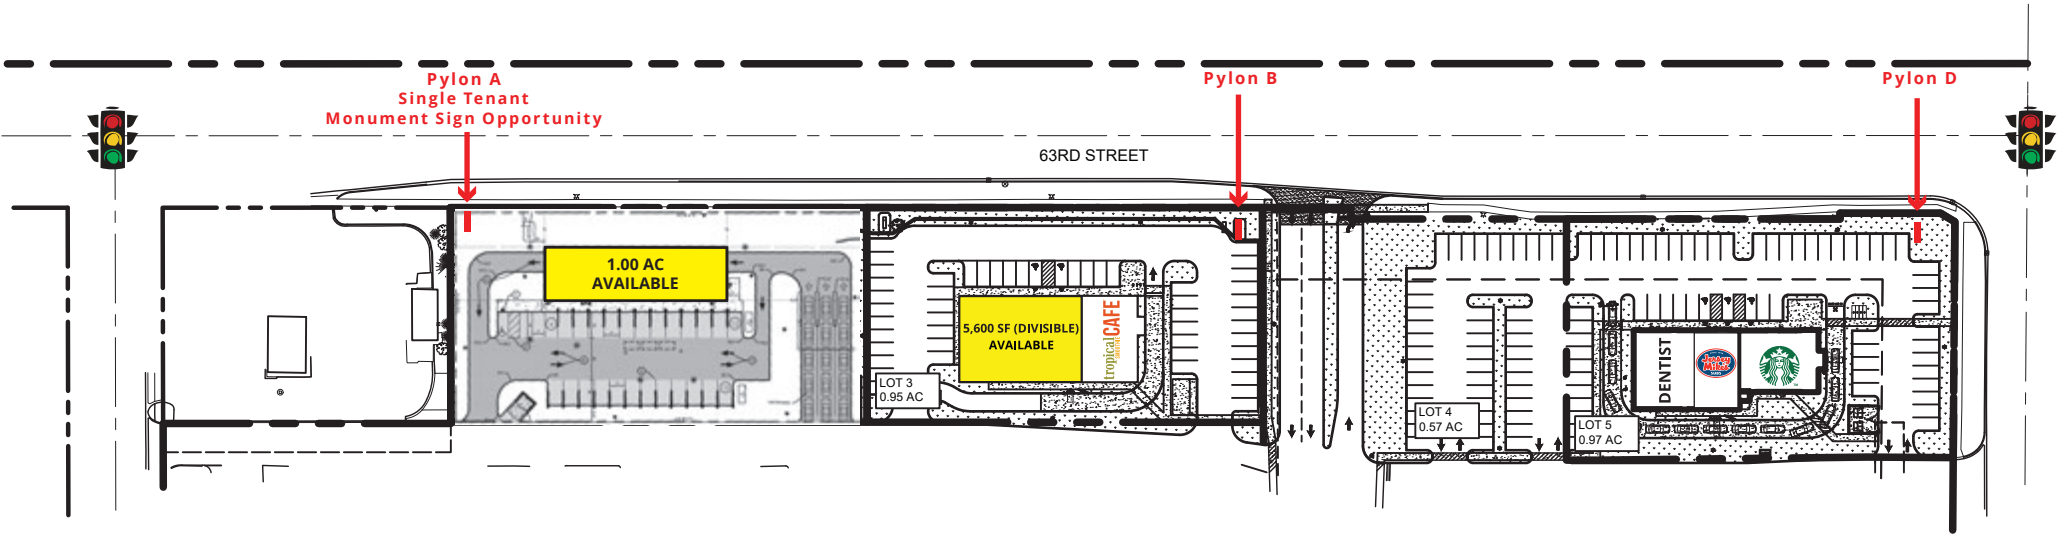 Pylon A
Single Tenant
Monument Sign Opportunity
Pylon B
Pylon D
63RD STREET
1.00 AC
AVAILABLE
5,600 SF (DIVISIBLE)
AVAILABLE
tropical
CAFE
LOT 3
0.95 AC
LOT 4
0.57 AC
LOT 5
0.97 AC
DENTIST
Jersey
Mike's
SUBS